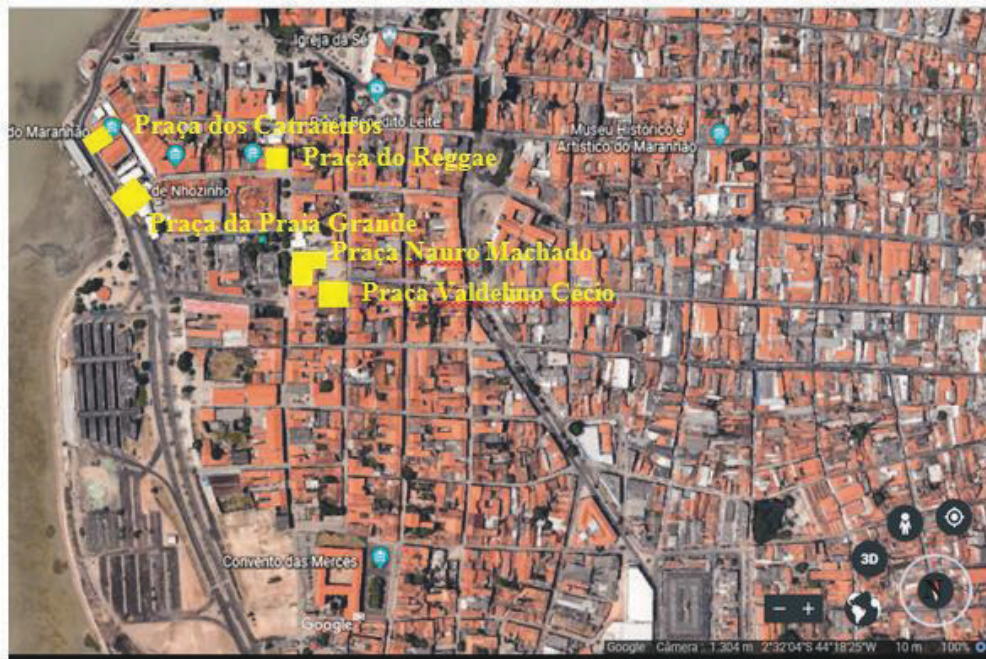 Igreja da Sé
Benedito Leite
do Maranhão
Praça dos Catraieiros
Museu Histórico e
Artístico do Maranhão
Praça do Reggae
de Nhozinho
Praça da Praia Grande
Praça Nauro Machado
Praça Valdelino Cécio
Convento das Mercês
3D
Google
Google Câmera: 1.304 m 2°32'04"S 44°18'25"W 10 m 100%